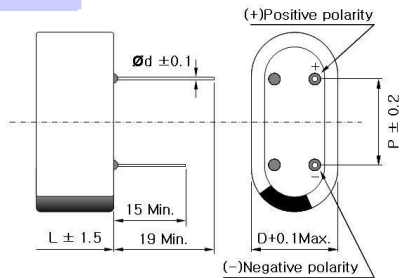 (+)Positive polarity
Ød ±0.1
+
P ± 0.2
−
15 Min.
L ± 1.5
19 Min.
D+0.1Max.
(−)Negative polarity